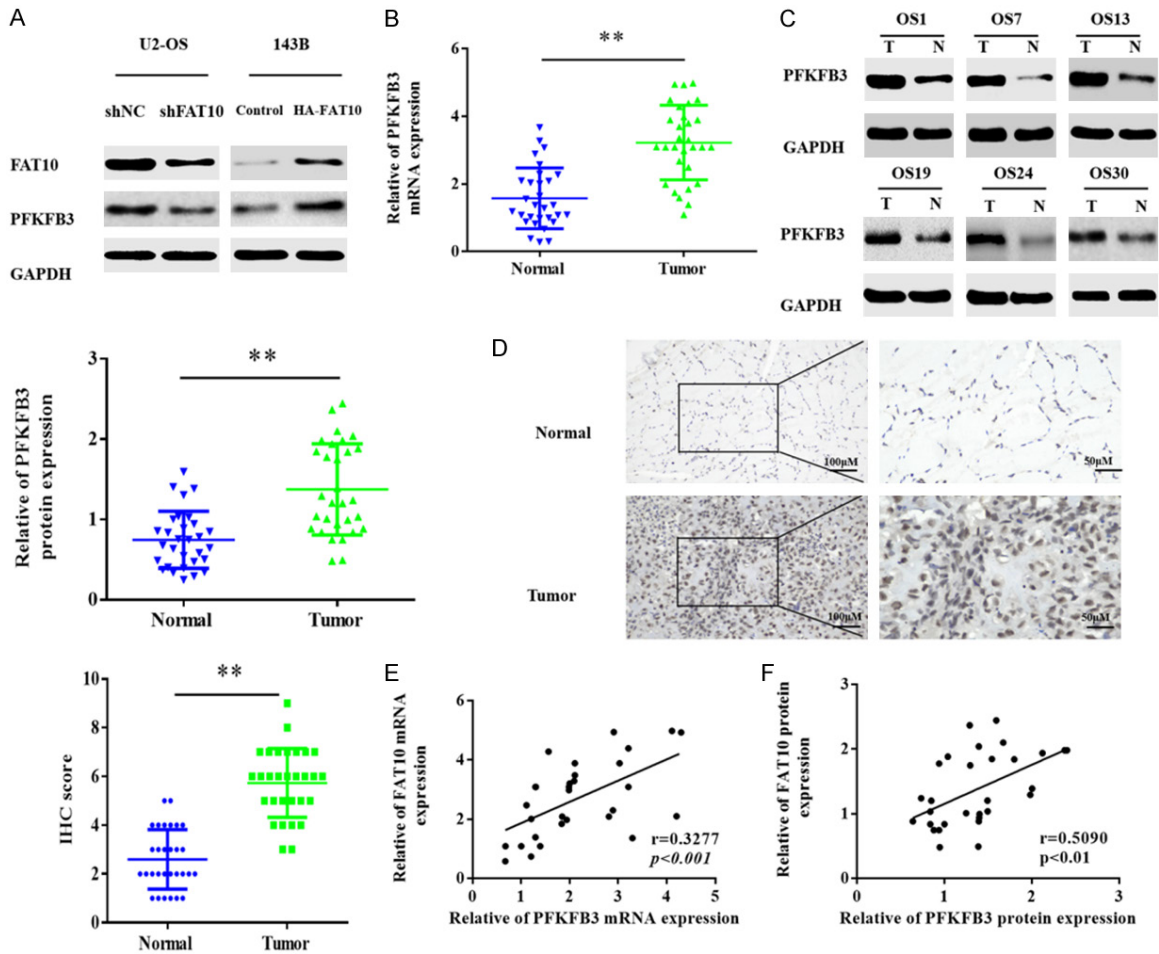 A
U2-OS 143B
shNC shFAT10 Control HA-FAT10
FAT10
PFKFB3
GAPDH
B
Relative of PFKFB3
mRNA expression
**
6
4
2
0
Normal Tumor
C
OS1 OS7 OS13
T N T N T N
PFKFB3
GAPDH
OS19 OS24 OS30
T N T N T N
PFKFB3
GAPDH
Relative of PFKFB3
protein expression
**
3
2
1
0
Normal Tumor
D
Normal
100μM
50μM
Tumor
100μM
50μM
IHC score
**
10
8
6
4
2
0
Normal Tumor
E
Relative of FAT10 mRNA
expression
6
4
2
0
r=0.3277
p<0.001
0 1 2 3 4 5
Relative of PFKFB3 mRNA expression
F
Relative of FAT10 protein
expression
3
2
1
0
r=0.5090
p<0.01
0 1 2 3
Relative of PFKFB3 protein expression